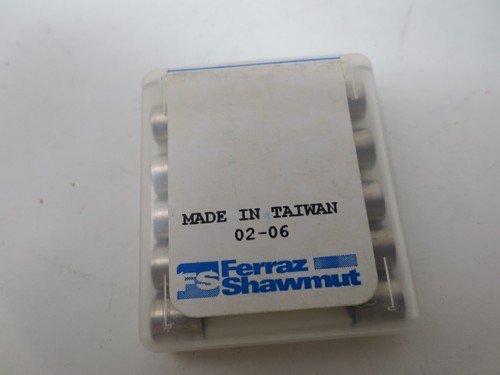 MADE IN TAIWAN
02-06
FS Ferraz
Shawmut